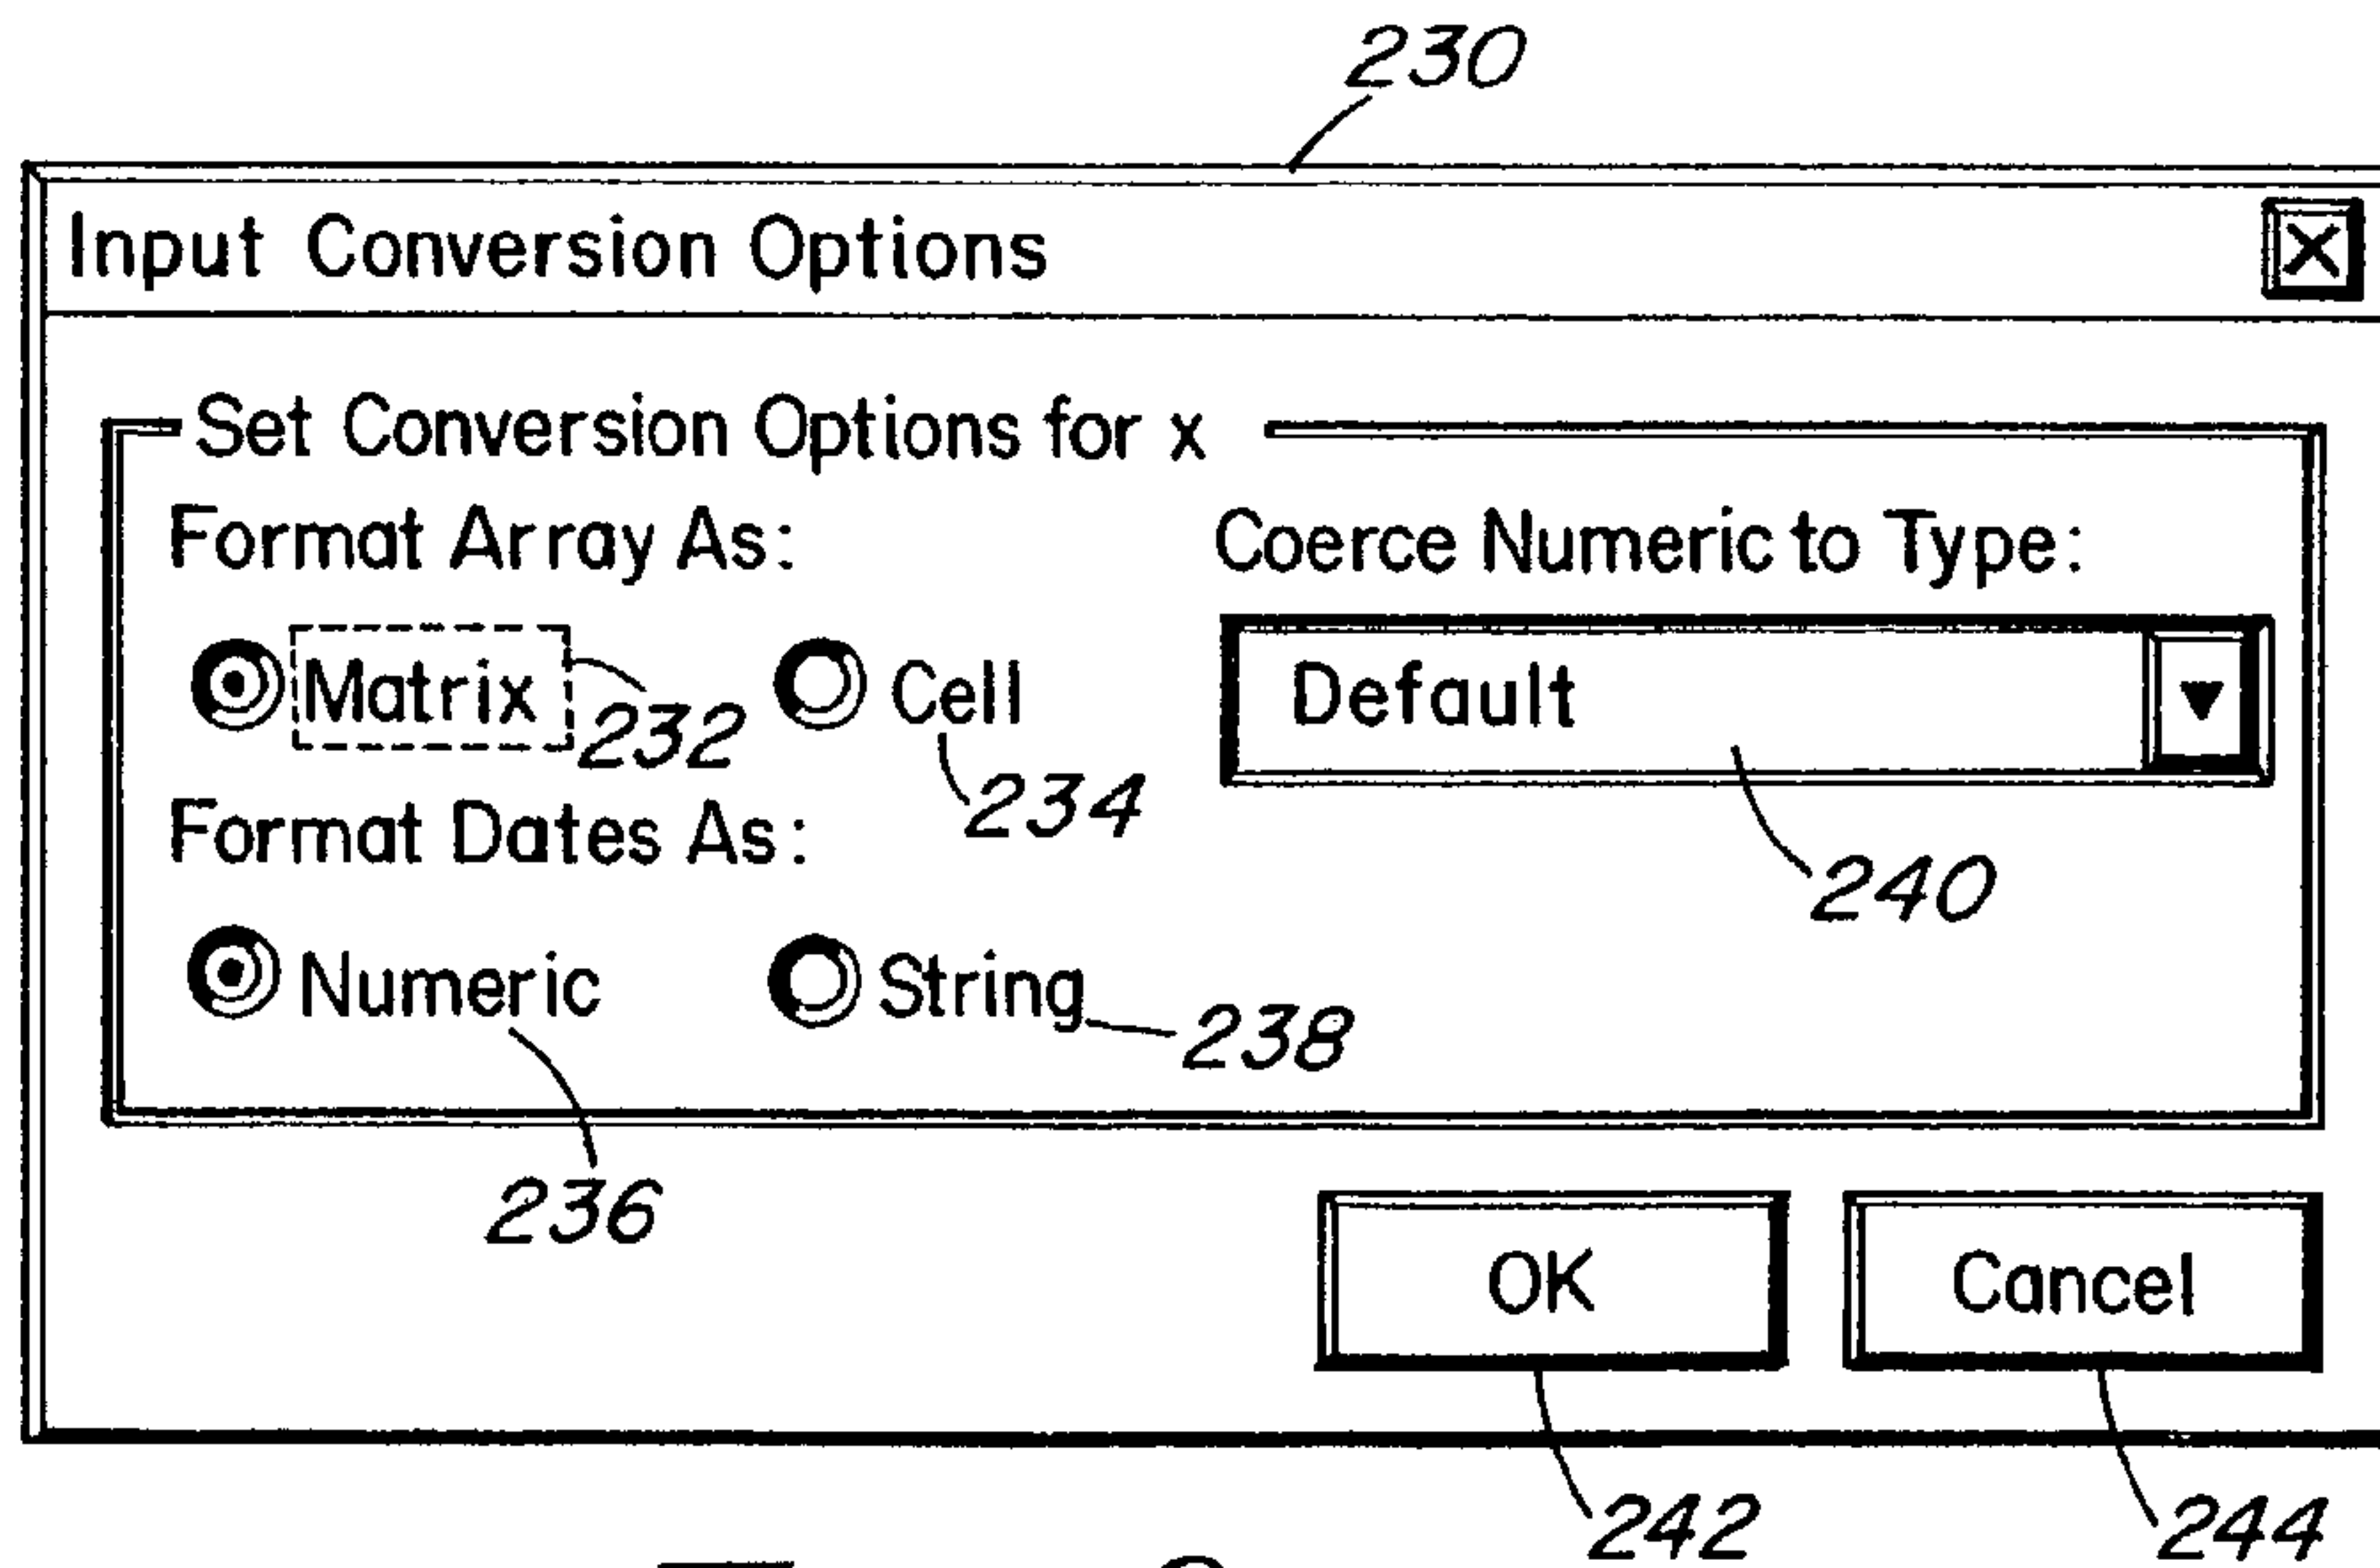 230
Input Conversion Options
Set Conversion Options for x
Format Array As:
Coerce Numeric to Type:
Matrix
232
Cell
234
Default
240
Format Dates As:
Numeric
236
String
238
OK
Cancel
242
244